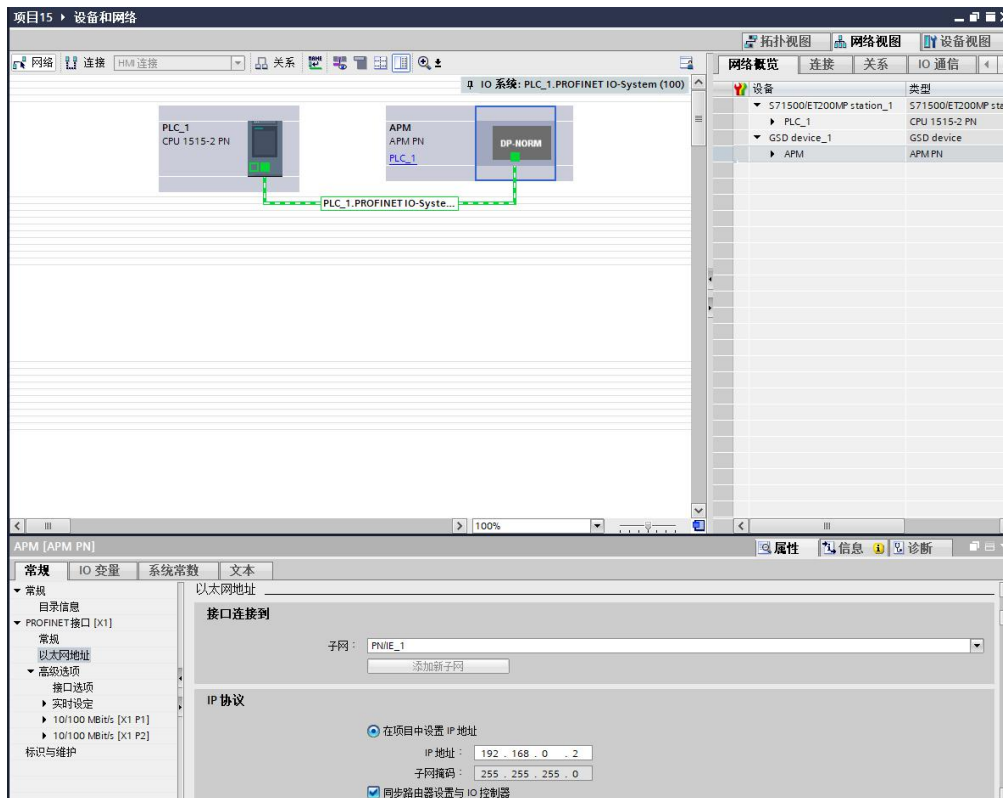 项目15 ▸ 设备和网络
拓扑视图 网络视图 设备视图
网络 连接 HMI 连接 关系
网络概览 连接 关系 IO 通信
IO 系统: PLC_1.PROFINET IO-System (100)
设备 类型
S71500/ET200MP station_1 S71500/ET200MP sta
PLC_1 CPU 1515-2 PN
GSD device_1 GSD device
APM APM PN
PLC_1
CPU 1515-2 PN
APM
APM PN
PLC_1
DP-NORM
PLC_1.PROFINET IO-Syste...
100%
APM [APM PN]
属性 信息 诊断
常规 IO 变量 系统常数 文本
常规
目录信息
PROFINET接口 [X1]
常规
以太网地址
高级选项
接口选项
实时设定
10/100 MBit/s [X1 P1]
10/100 MBit/s [X1 P2]
标识与维护
以太网地址
接口连接到
子网： PN/IE_1
添加新子网
IP 协议
在项目中设置 IP 地址
IP 地址： 192 . 168 . 0 . 2
子网掩码： 255 . 255 . 255 . 0
同步路由器设置与 IO 控制器